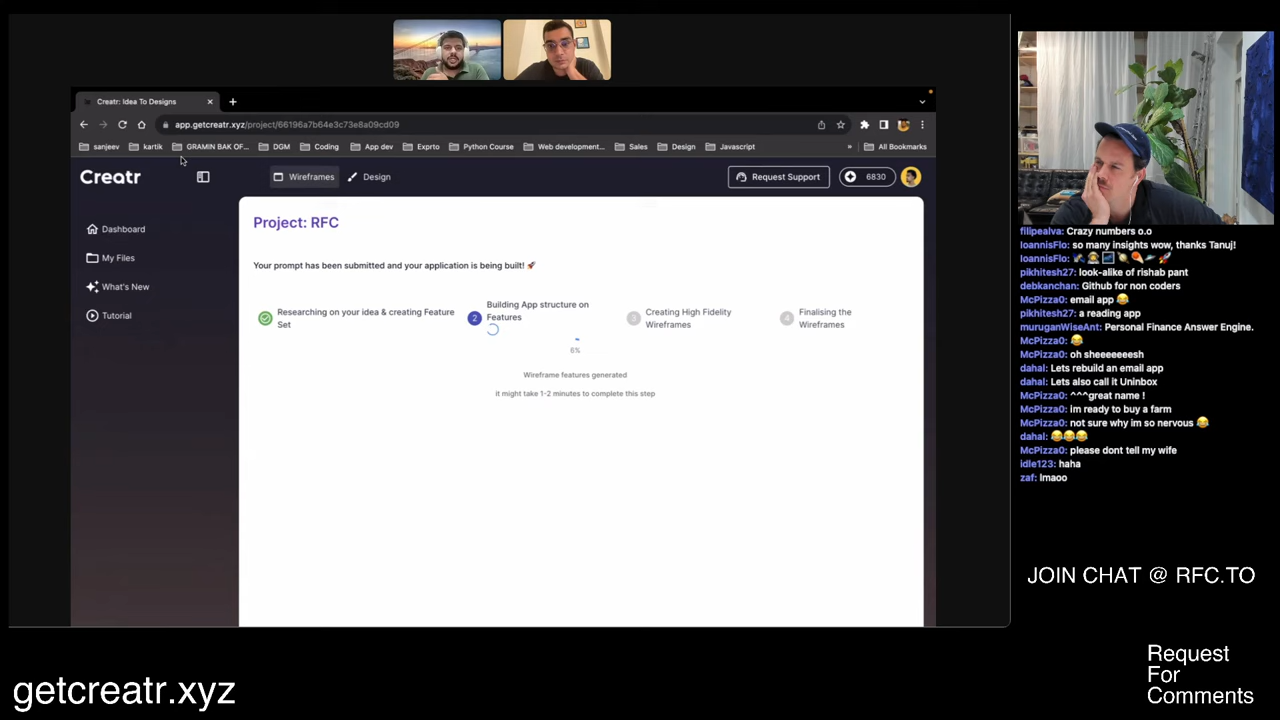 Creatr: Idea To Designs
app.getcreatr.xyz/project/66196a7b64e3c73e8a09cd09
sanjeev
kartik
GRAMIN BAK OF...
DGM
Coding
App dev
Exprto
Python Course
Web development...
Sales
Design
Javascript
»
All Bookmarks
Creatr
Wireframes
Design
Request Support
6830
Dashboard
My Files
What's New
Tutorial
Project: RFC
Your prompt has been submitted and your application is being built! 🚀
Researching on your idea & creating Feature
Set
2
Building App structure on
Features
3
Creating High Fidelity
Wireframes
4
Finalising the
Wireframes
6%
Wireframe features generated
it might take 1-2 minutes to complete this step
filipealva: Crazy numbers o.o
IoannisFlo: so many insights wow, thanks Tanuj!
IoannisFlo:
pikhitesh27: look-alike of rishab pant
debkanchan: Github for non coders
McPizza0: email app 😂
pikhitesh27: a reading app
muruganWiseAnt: Personal Finance Answer Engine.
McPizza0: 😂
McPizza0: oh sheeeeeesh
dahal: Lets rebuild an email app
dahal: Lets also call it Uninbox
McPizza0: ^^^great name !
McPizza0: im ready to buy a farm
McPizza0: not sure why im so nervous 😂
dahal: 😂😂😂
McPizza0: please dont tell my wife
idle123: haha
zaf: lmaoo
JOIN CHAT @ RFC.TO
Request
For
Comments
getcreatr.xyz